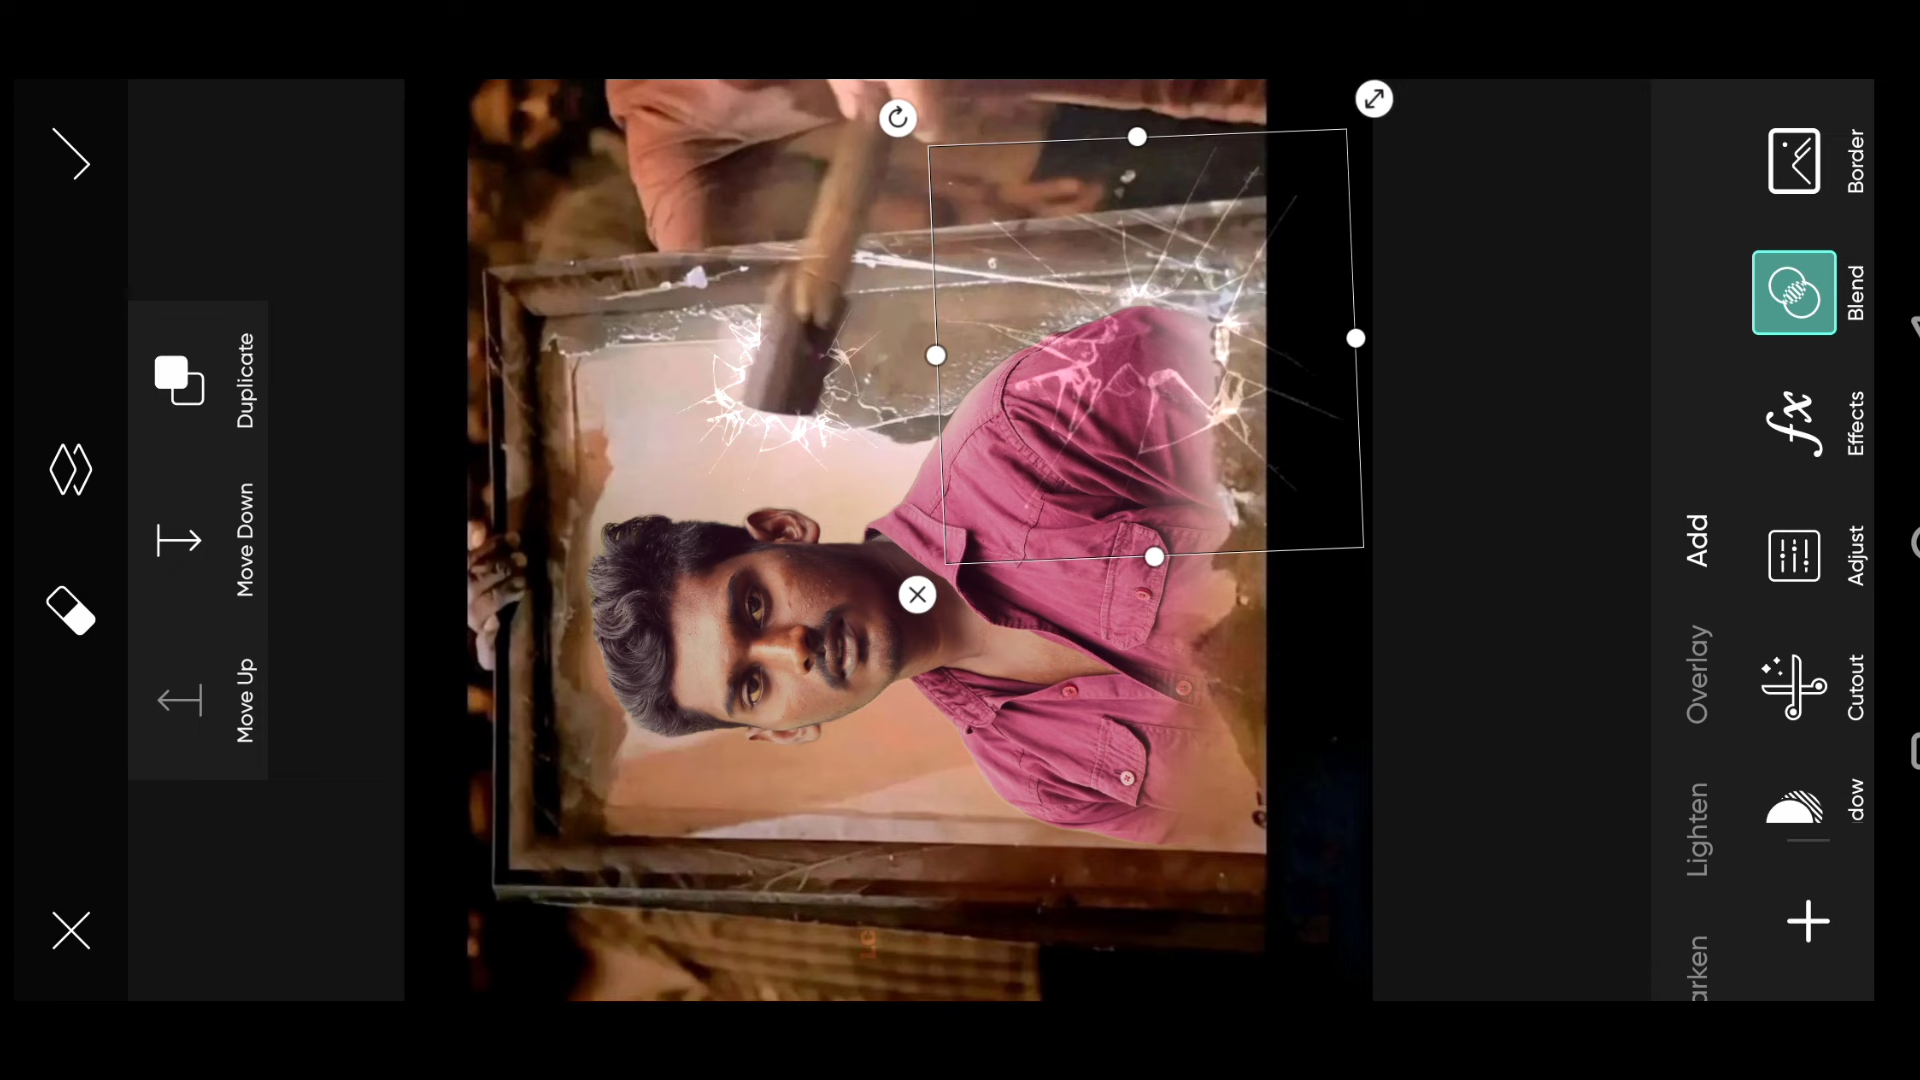 Duplicate
Move Down
Move Up
arken
Lighten
Overlay
Add
dow
Cutout
Adjust
Effects
Blend
Border